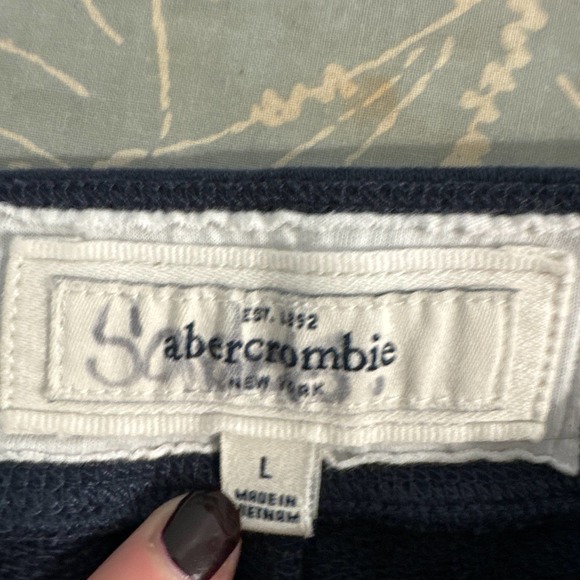 EST. 1892
abercrombie
NEW YORK
L
MADE IN
VIETNAM